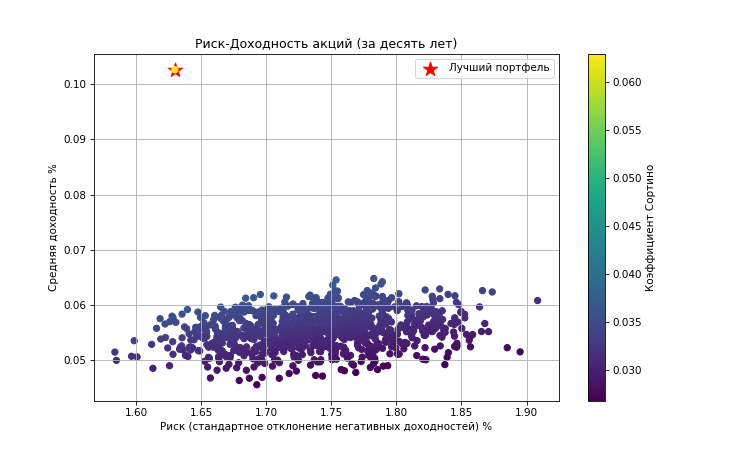 Риск-Доходность акций (за десять лет)
Лучший портфель
0.10
0.09
0.08
0.07
0.06
0.05
Средняя доходность %
1.60 1.65 1.70 1.75 1.80 1.85 1.90
Риск (стандартное отклонение негативных доходностей) %
0.060
0.055
0.050
0.045
0.040
0.035
0.030
Коэффициент Сортино